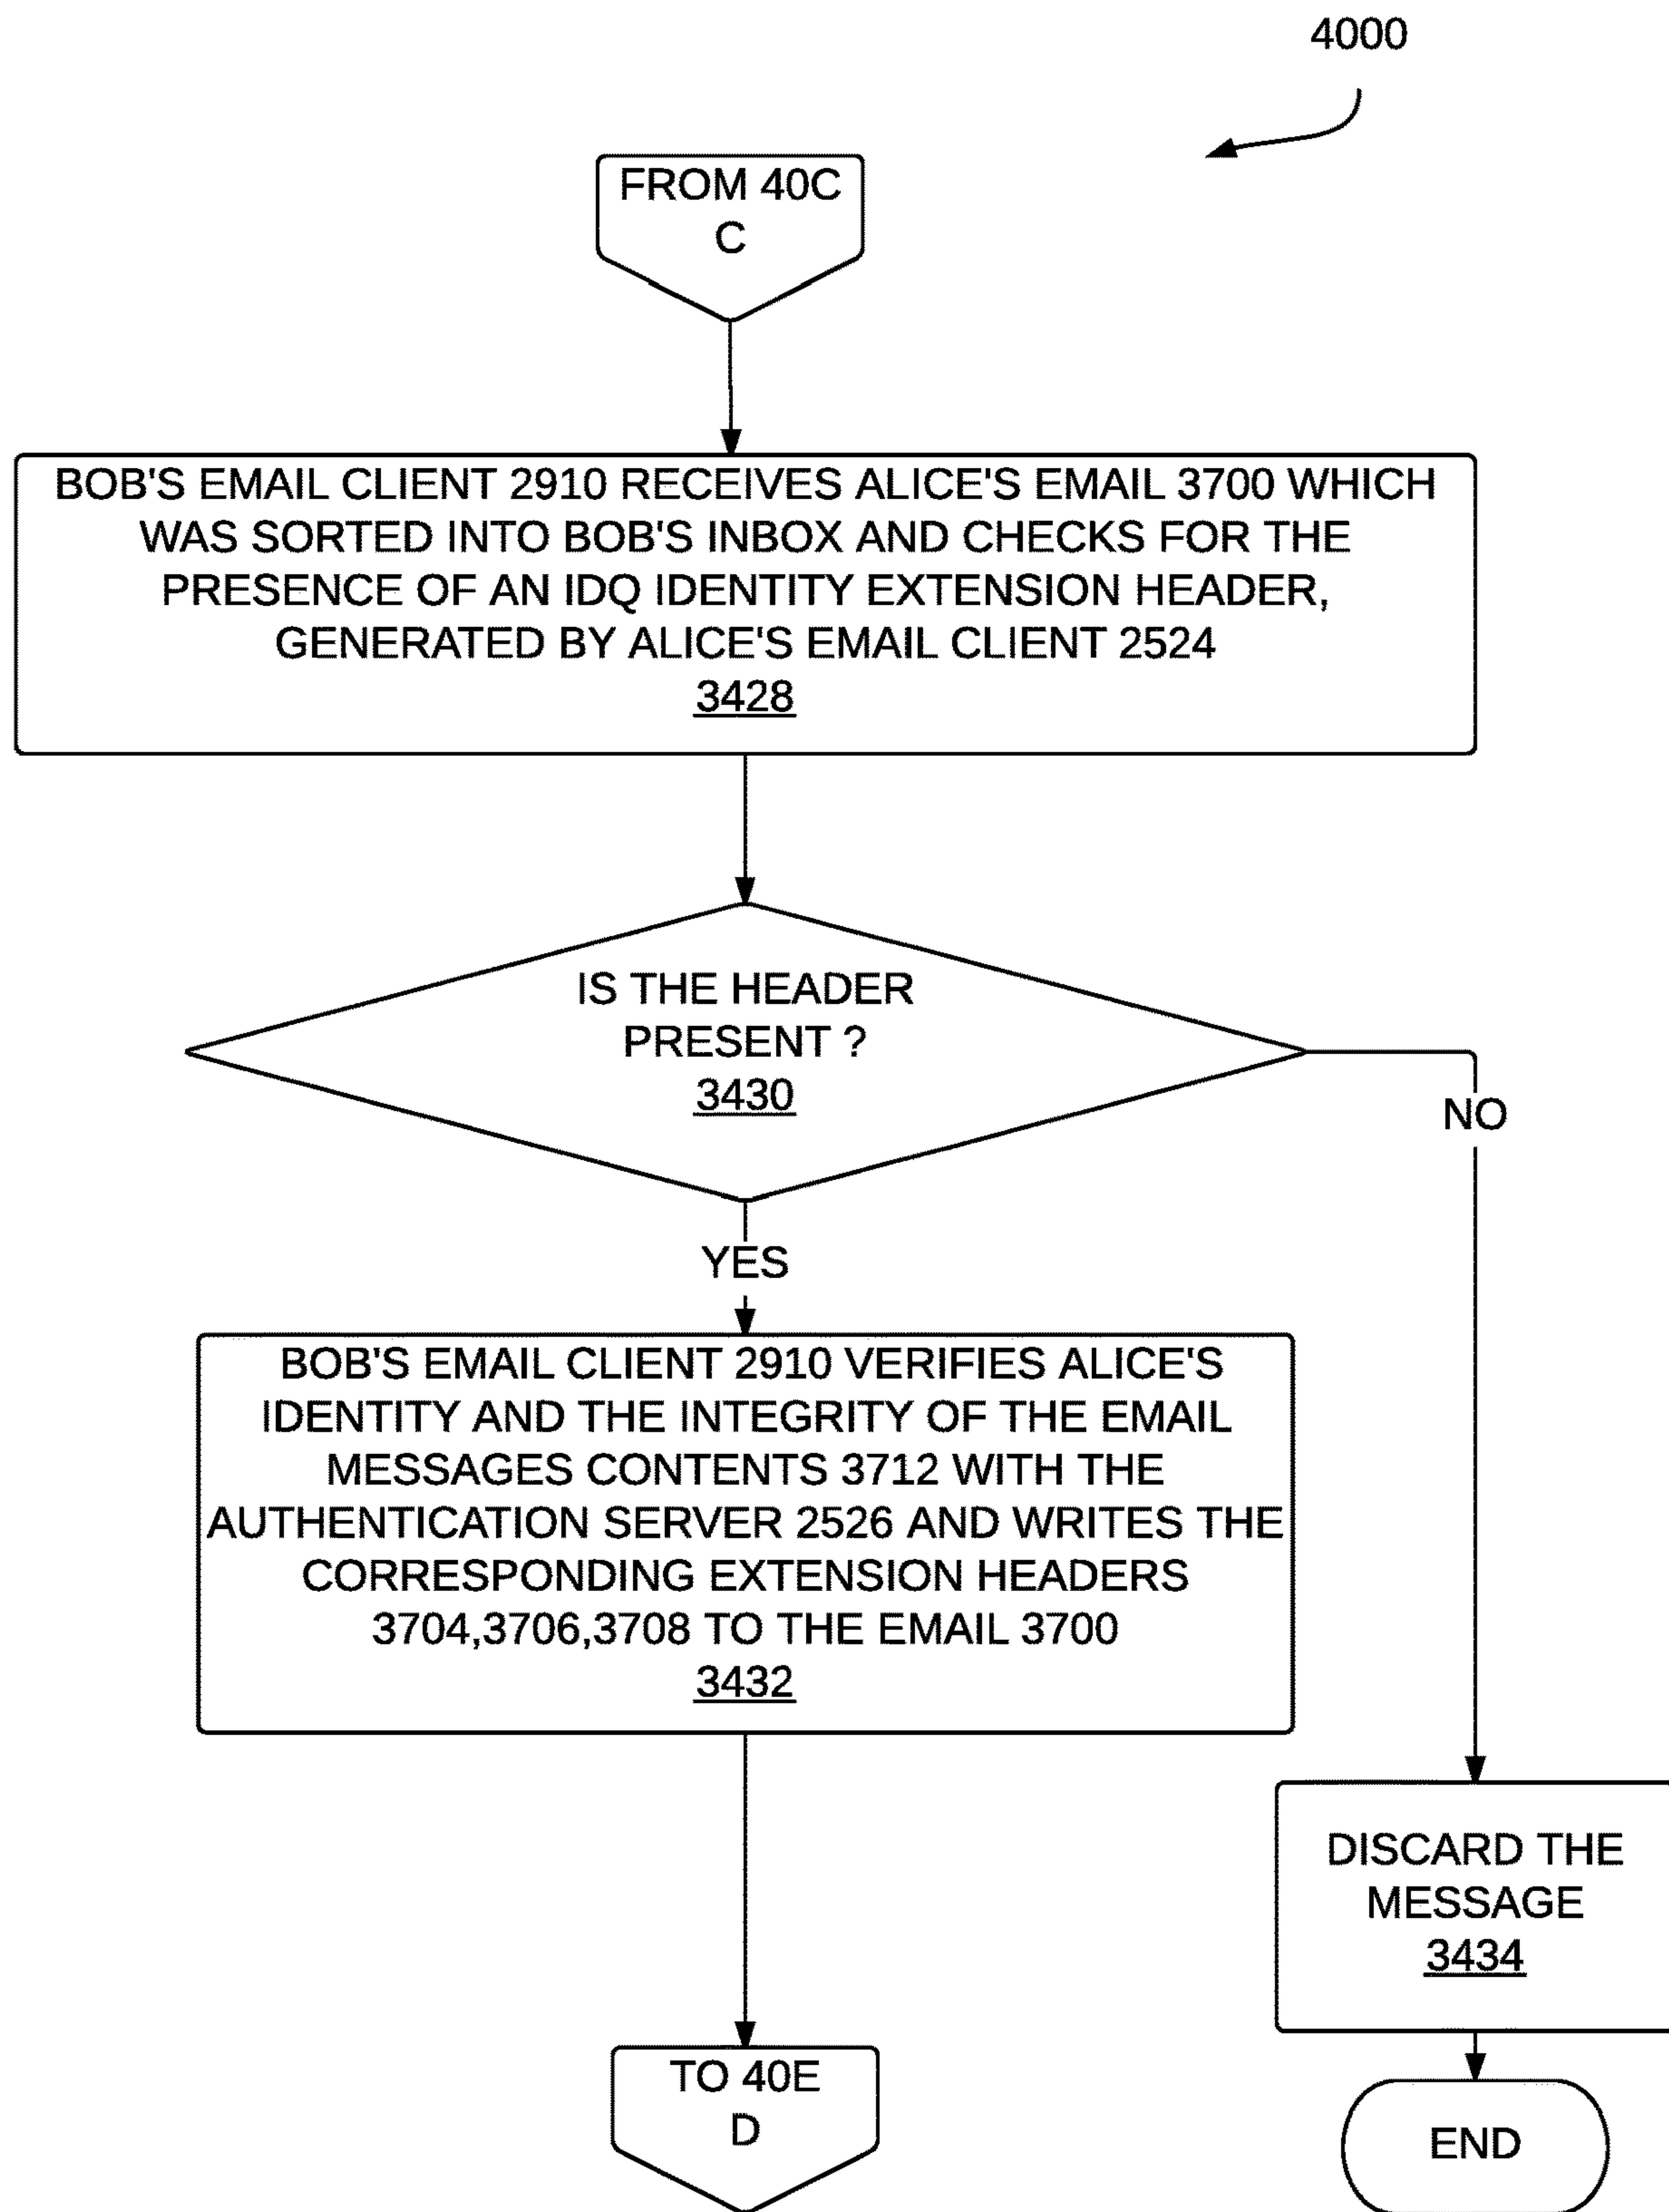 4000
FROM 40C
C
BOB'S EMAIL CLIENT 2910 RECEIVES ALICE'S EMAIL 3700 WHICH
WAS SORTED INTO BOB'S INBOX AND CHECKS FOR THE
PRESENCE OF AN IDQ IDENTITY EXTENSION HEADER,
GENERATED BY ALICE'S EMAIL CLIENT 2524
3428
IS THE HEADER
PRESENT ?
3430
NO
YES
BOB'S EMAIL CLIENT 2910 VERIFIES ALICE'S
IDENTITY AND THE INTEGRITY OF THE EMAIL
MESSAGES CONTENTS 3712 WITH THE
AUTHENTICATION SERVER 2526 AND WRITES THE
CORRESPONDING EXTENSION HEADERS
3704,3706,3708 TO THE EMAIL 3700
3432
DISCARD THE
MESSAGE
3434
TO 40E
D
END